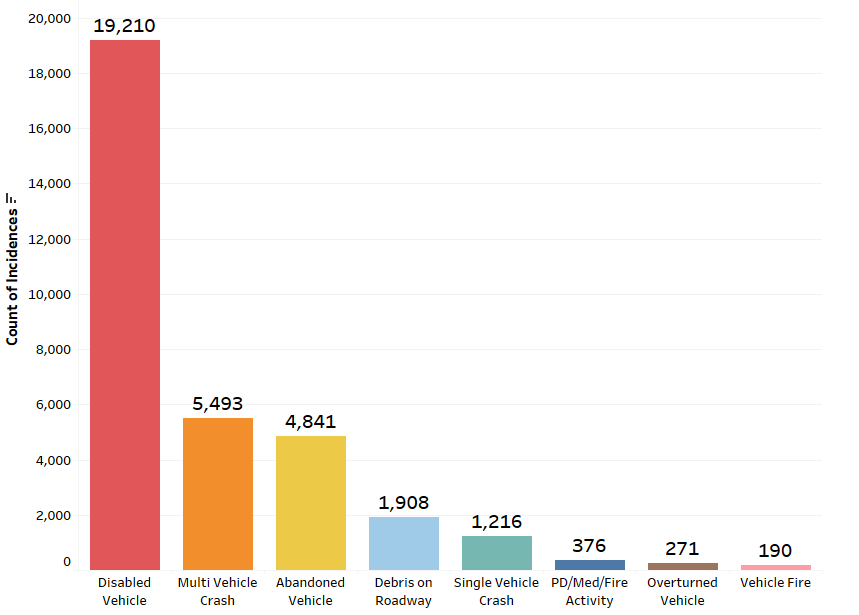 Count of Incidences
20,000
18,000
16,000
14,000
12,000
10,000
8,000
6,000
4,000
2,000
0
19,210
5,493
4,841
1,908
1,216
376
271
190
Disabled
Vehicle
Multi Vehicle
Crash
Abandoned
Vehicle
Debris on
Roadway
Single Vehicle
Crash
PD/Med/Fire
Activity
Overturned
Vehicle
Vehicle Fire